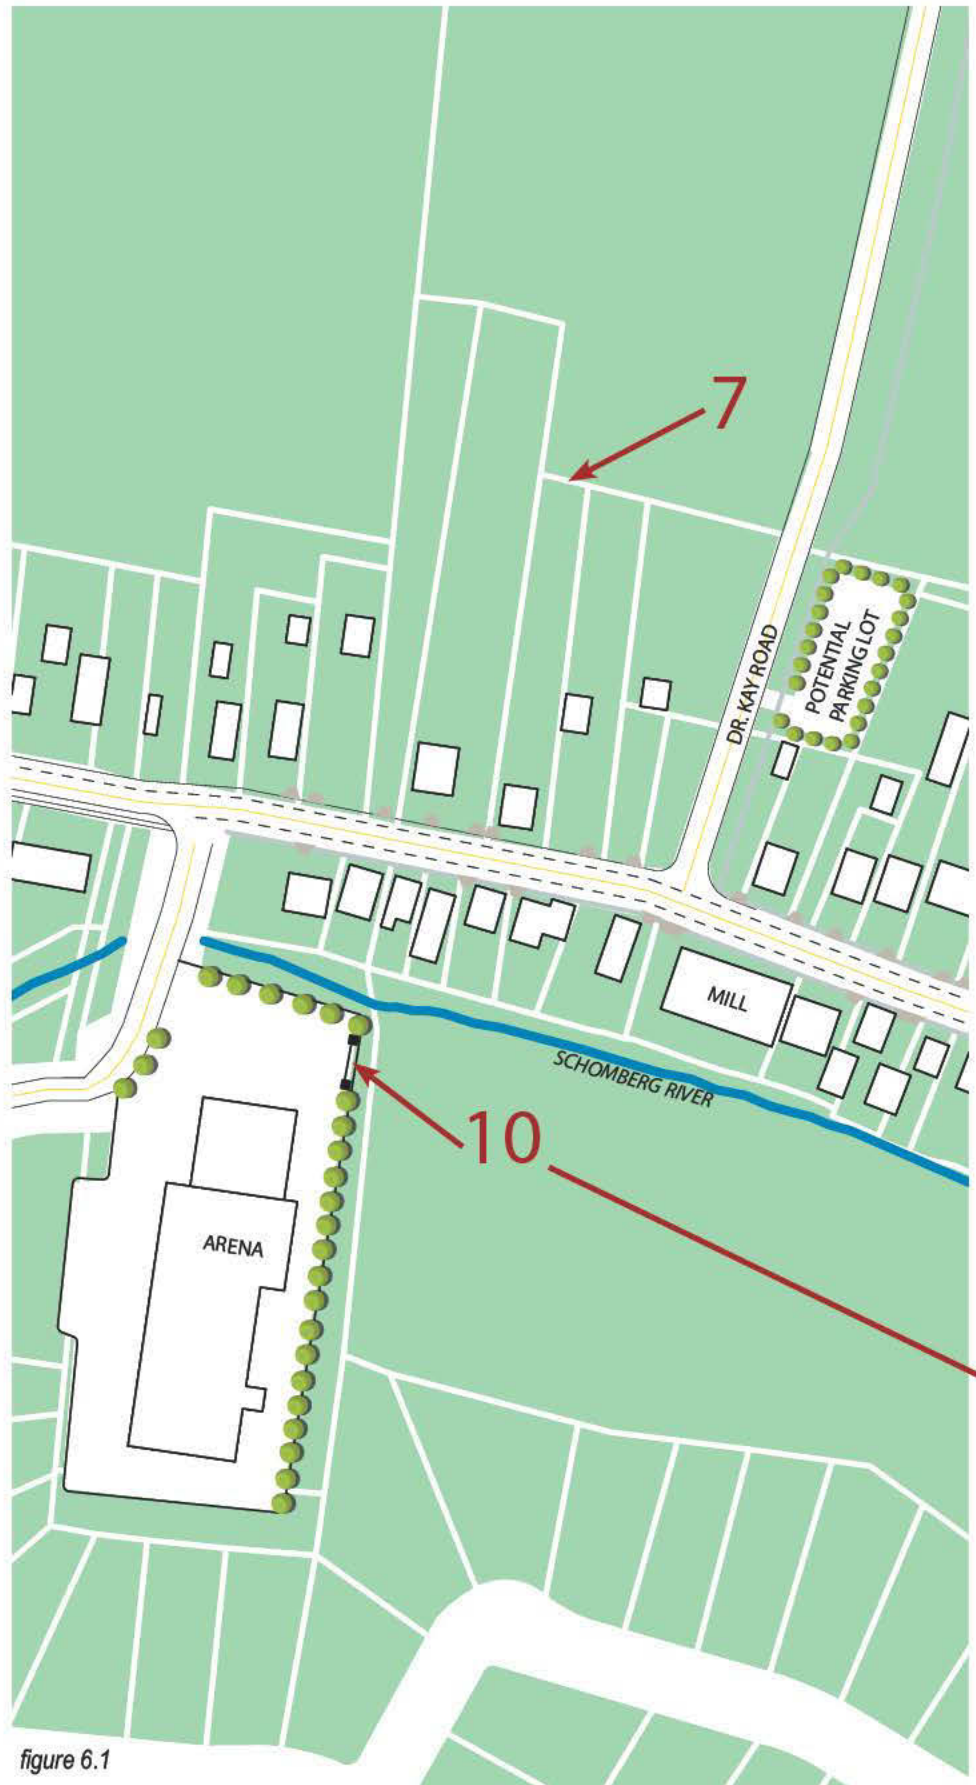 7
DR. KAY ROAD
POTENTIAL
PARKING LOT
MILL
SCHOMBERG RIVER
10
ARENA
figure 6.1